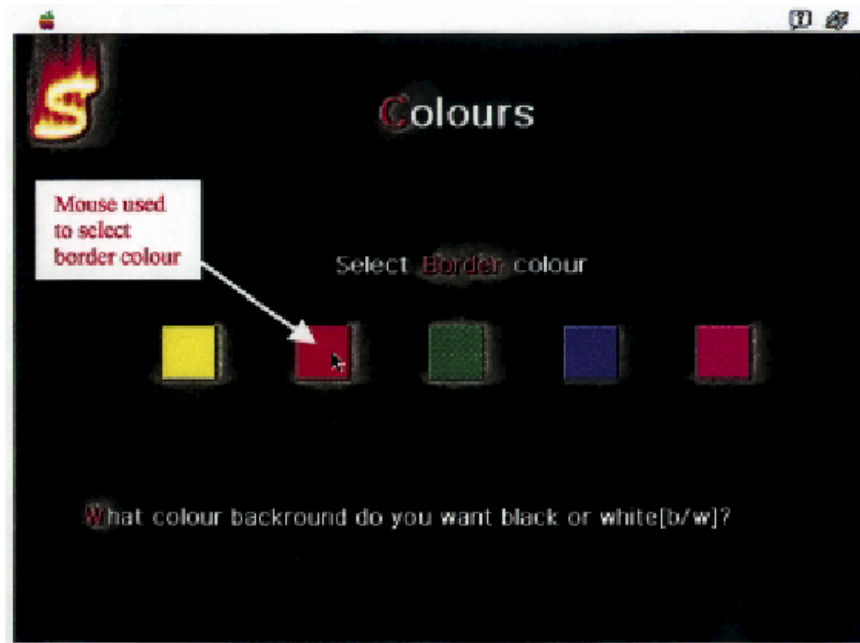 S
Colours
Mouse used
to select
border colour
Select Border colour
What colour backround do you want black or white[b/w]?